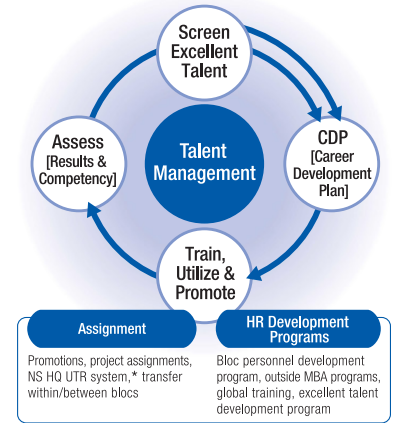 Screen
Excellent
Talent
Assess
[Results &
Competency]
Talent
Management
CDP
[Career
Development
Plan]
Train,
Utilize &
Promote
Assignment
Promotions, project assignments,
NS HQ UTR system,* transfer
within/between blocs
HR Development
Programs
Bloc personnel development
program, outside MBA programs,
global training, excellent talent
development program